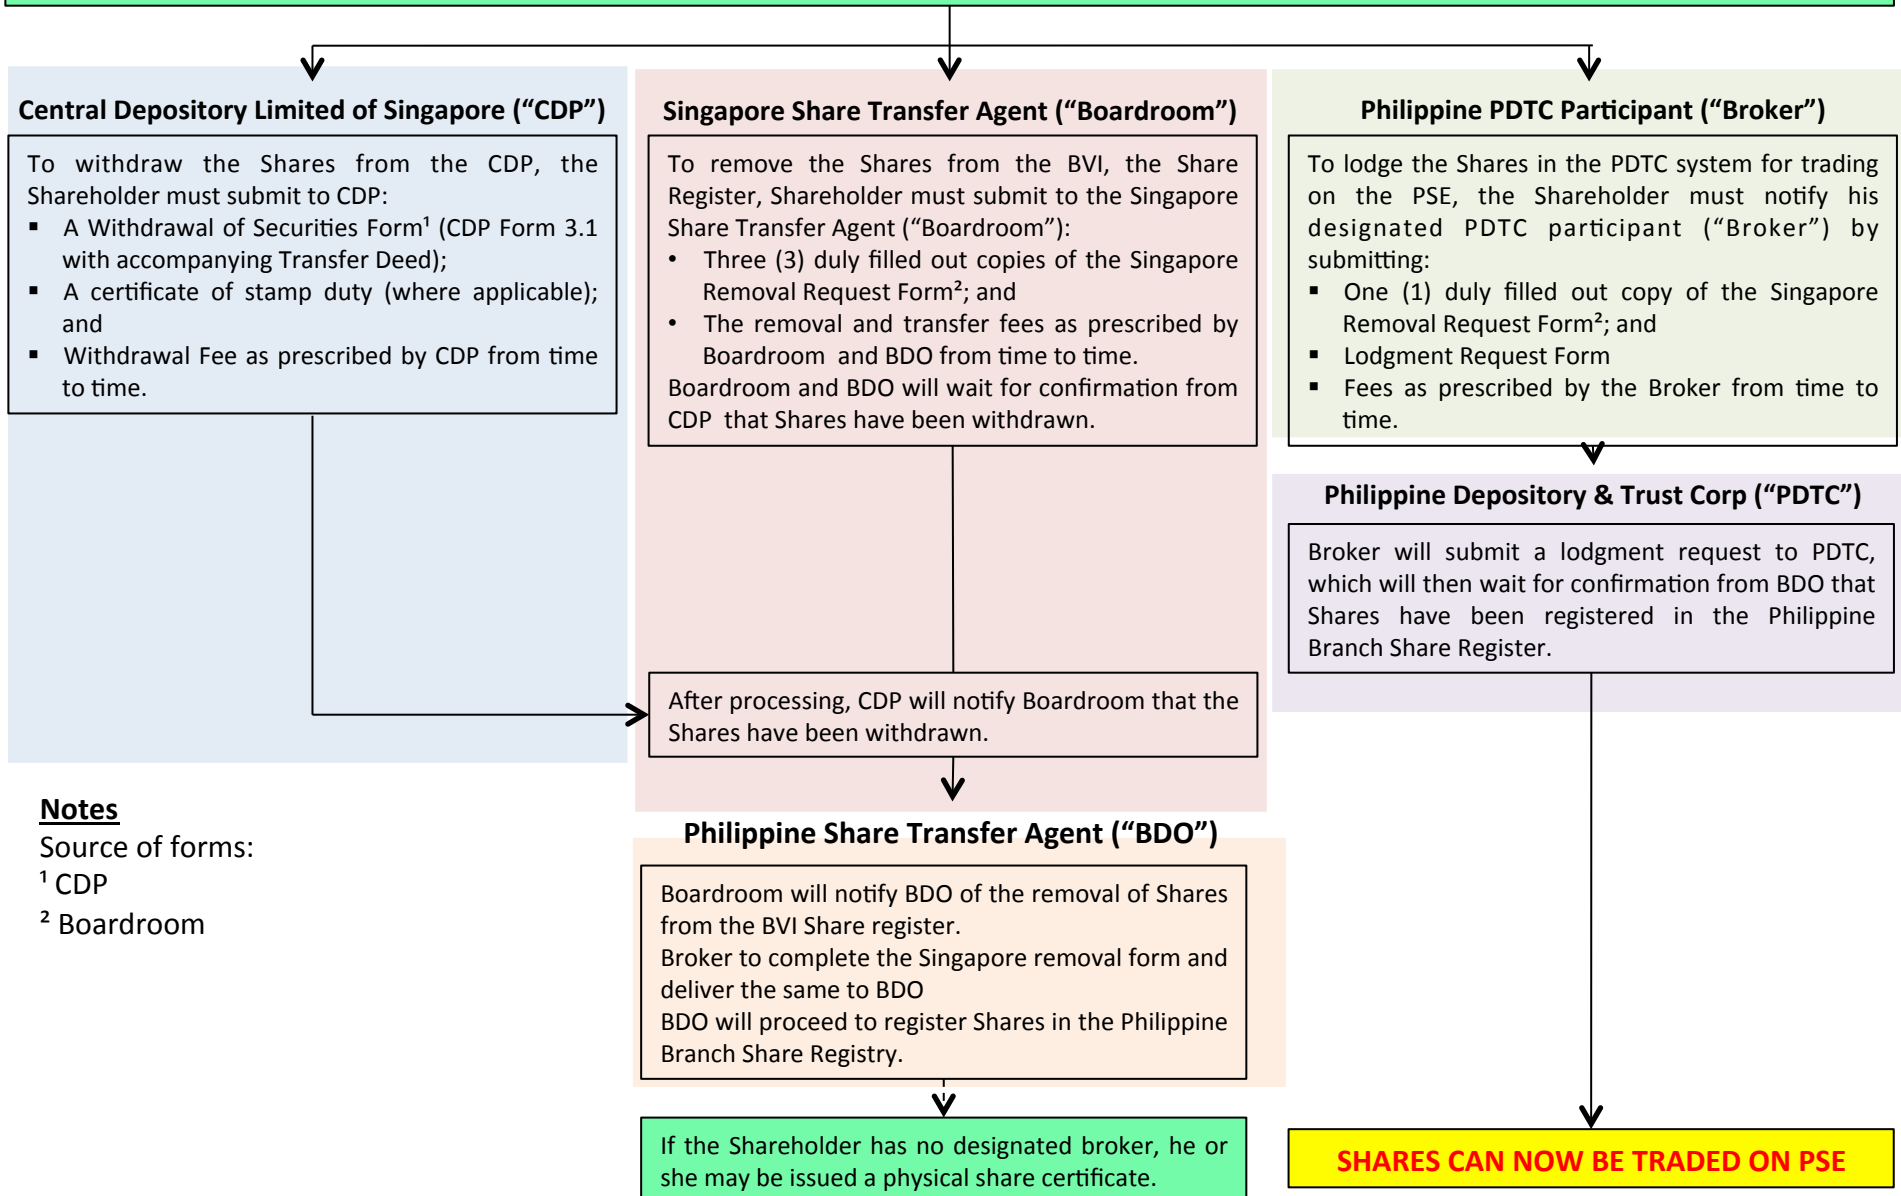 Central Depository Limited of Singapore (“CDP”)
To withdraw the Shares from the CDP, the
Shareholder must submit to CDP:
▪ A Withdrawal of Securities Form¹ (CDP Form 3.1
with accompanying Transfer Deed);
▪ A certificate of stamp duty (where applicable);
and
▪ Withdrawal Fee as prescribed by CDP from time
to time.
Singapore Share Transfer Agent (“Boardroom”)
To remove the Shares from the BVI, the Share
Register, Shareholder must submit to the Singapore
Share Transfer Agent (“Boardroom”):
• Three (3) duly filled out copies of the Singapore
Removal Request Form²; and
• The removal and transfer fees as prescribed by
Boardroom and BDO from time to time.
Boardroom and BDO will wait for confirmation from
CDP that Shares have been withdrawn.
Philippine PDTC Participant (“Broker”)
To lodge the Shares in the PDTC system for trading
on the PSE, the Shareholder must notify his
designated PDTC participant (“Broker”) by
submitting:
▪ One (1) duly filled out copy of the Singapore
Removal Request Form²; and
▪ Lodgment Request Form
▪ Fees as prescribed by the Broker from time to
time.
Philippine Depository & Trust Corp (“PDTC”)
Broker will submit a lodgment request to PDTC,
which will then wait for confirmation from BDO that
Shares have been registered in the Philippine
Branch Share Register.
After processing, CDP will notify Boardroom that the
Shares have been withdrawn.
Notes
Source of forms:
¹ CDP
² Boardroom
Philippine Share Transfer Agent (“BDO”)
Boardroom will notify BDO of the removal of Shares
from the BVI Share register.
Broker to complete the Singapore removal form and
deliver the same to BDO
BDO will proceed to register Shares in the Philippine
Branch Share Registry.
If the Shareholder has no designated broker, he or
she may be issued a physical share certificate.
SHARES CAN NOW BE TRADED ON PSE